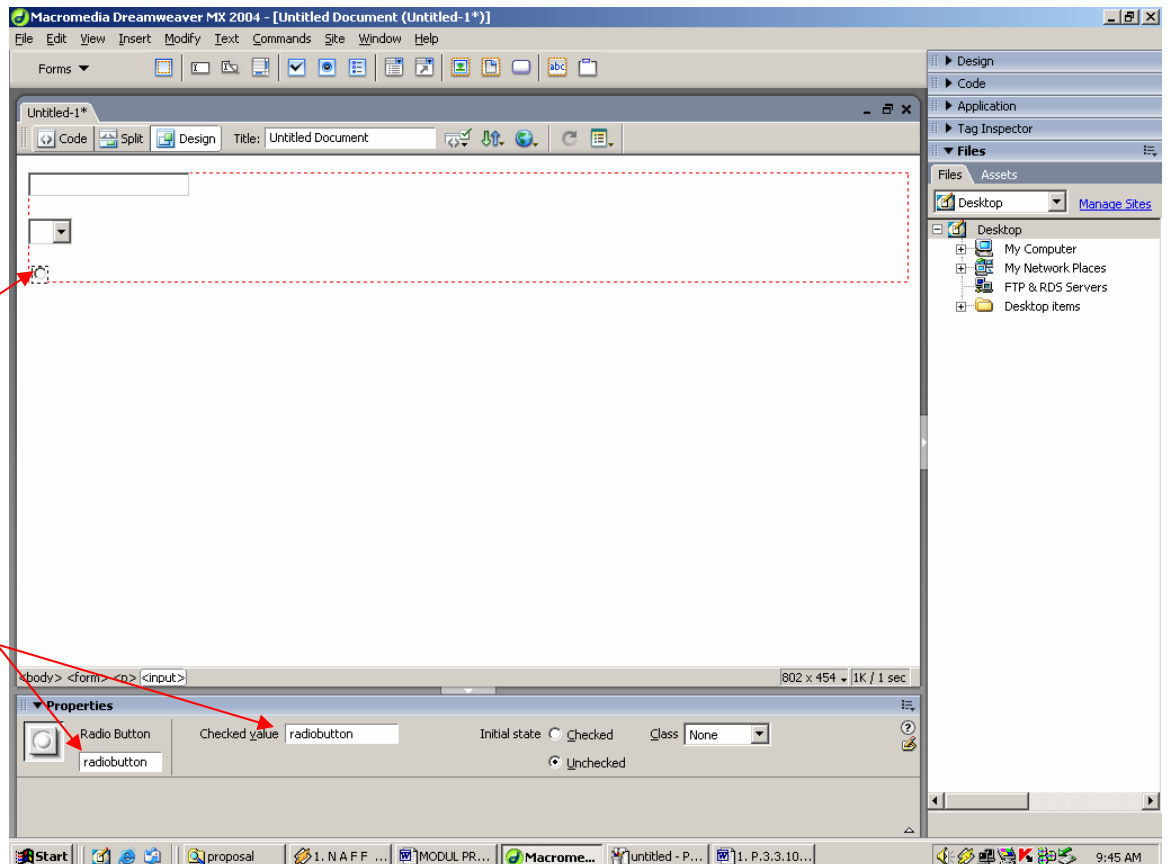 Macromedia Dreamweaver MX 2004 - [Untitled Document (Untitled-1*)]
File Edit View Insert Modify Text Commands Site Window Help
Forms
abc
Untitled-1*
Code Split Design Title: Untitled Document
Design
Code
Application
Tag Inspector
Files
Files Assets
Desktop Manage Sites
Desktop
My Computer
My Network Places
FTP & RDS Servers
Desktop items
<body> <form> <p> <input>
802 x 454 1K / 1 sec
Properties
Radio Button Checked value radiobutton Initial state Checked Class None
radiobutton Unchecked
Start proposal 1. N A F F ... MODUL PR... Macrome... untitled - P... 1. P.3.3.10... 9:45 AM